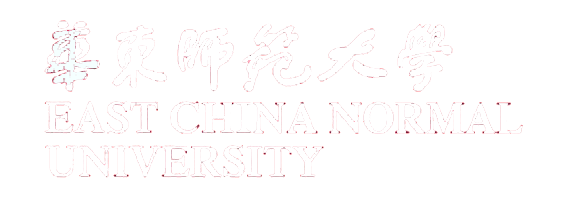 華東師範大學
EAST CHINA NORMAL
UNIVERSITY